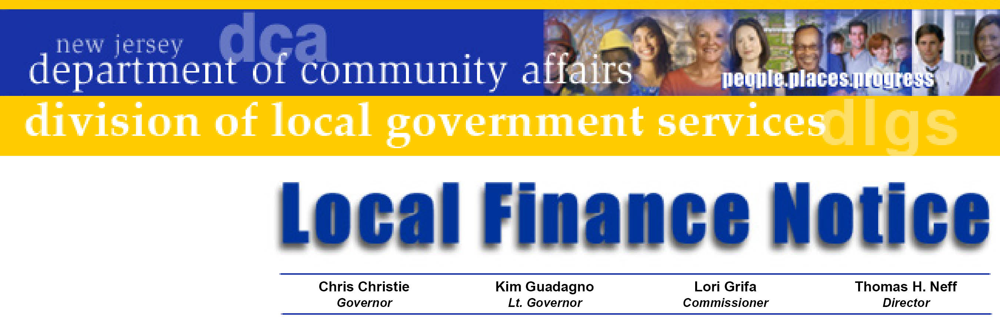 dca
new jersey
department of community affairs
people.places.progress
division of local government services
dlgs
Local Finance Notice
Chris Christie Kim Guadagno Lori Grifa Thomas H. Neff
Governor Lt. Governor Commissioner Director